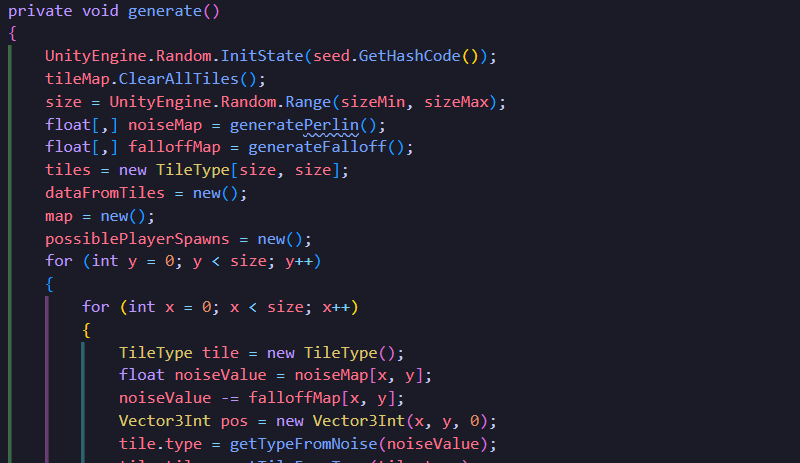 private void generate()
{
UnityEngine.Random.InitState(seed.GetHashCode());
tileMap.ClearAllTiles();
size = UnityEngine.Random.Range(sizeMin, sizeMax);
float[,] noiseMap = generatePerlin();
float[,] falloffMap = generateFalloff();
tiles = new TileType[size, size];
dataFromTiles = new();
map = new();
possiblePlayerSpawns = new();
for (int y = 0; y < size; y++)
{
for (int x = 0; x < size; x++)
{
TileType tile = new TileType();
float noiseValue = noiseMap[x, y];
noiseValue -= falloffMap[x, y];
Vector3Int pos = new Vector3Int(x, y, 0);
tile.type = getTypeFromNoise(noiseValue);